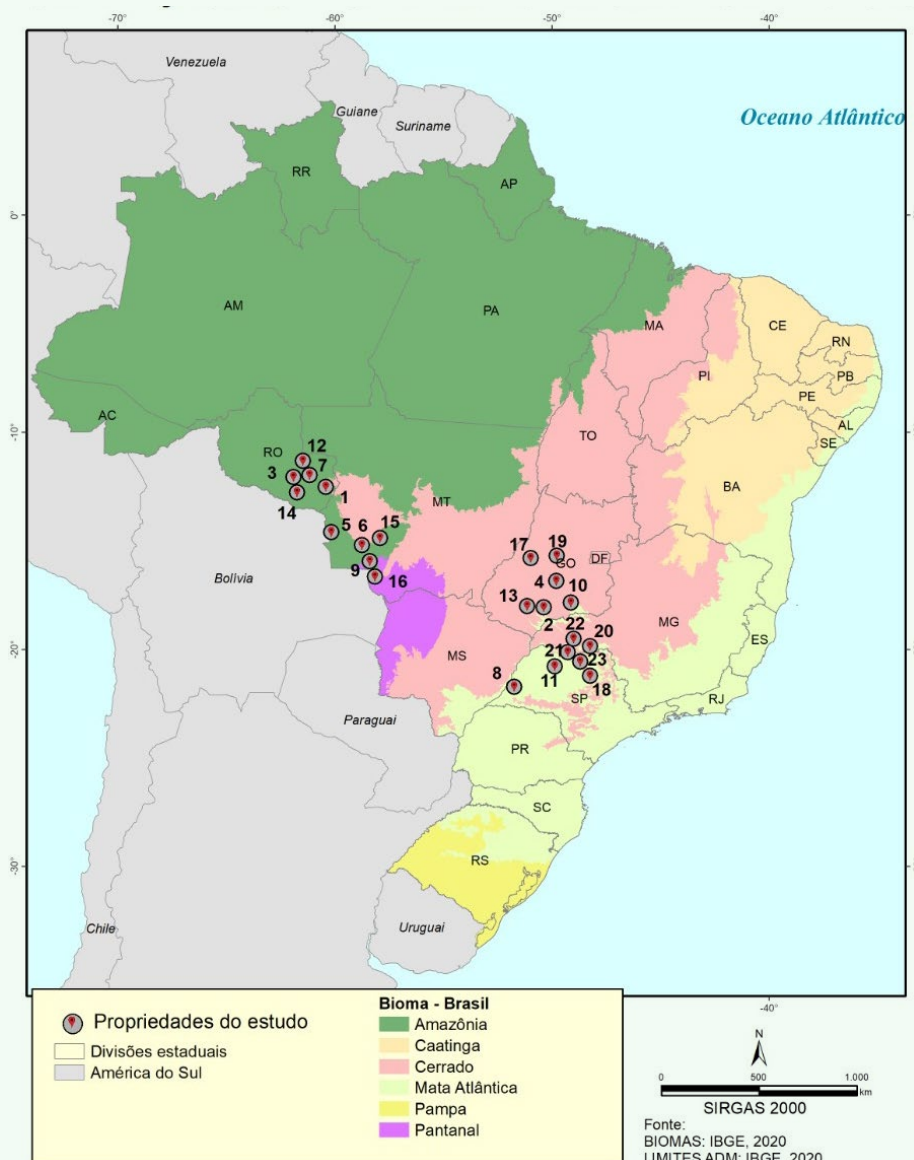 -70°
-60°
-50°
-40°
Venezuela
Guiane
Suriname
Oceano Atlântico
RR
AP
0°
AM
PA
MA
CE
RN
PB
PI
PE
AC
AL
TO
SE
-10°
RO
12
3
7
BA
MT
1
14
5
6
15
17
19
GO
DF
Bolívia
9
16
4
10
13
2
MG
22
20
ES
-20°
MS
21
23
8
11
18
SP
RJ
Paraguai
PR
SC
RS
-30°
Uruguai
Chile
-40°
Propriedades do estudo
Divisões estaduais
América do Sul
Bioma - Brasil
Amazônia
Caatinga
Cerrado
Mata Atlântica
Pampa
Pantanal
N
0 500 1.000
km
SIRGAS 2000
Fonte:
BIOMAS: IBGE, 2020
LIMITES ADM: IBGE, 2020